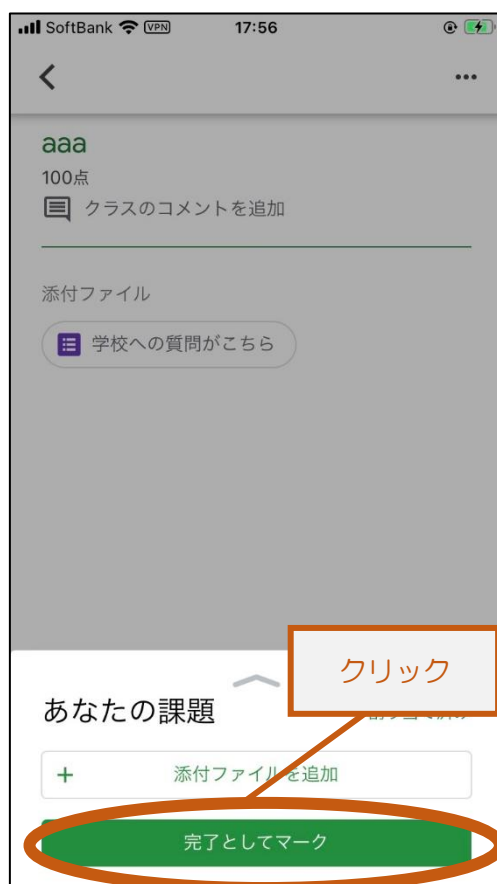 SoftBank VPN 17:56
aaa
100点
クラスのコメントを追加
添付ファイル
学校への質問がこちら
クリック
あなたの課題
+ 添付ファイルを追加
完了としてマーク